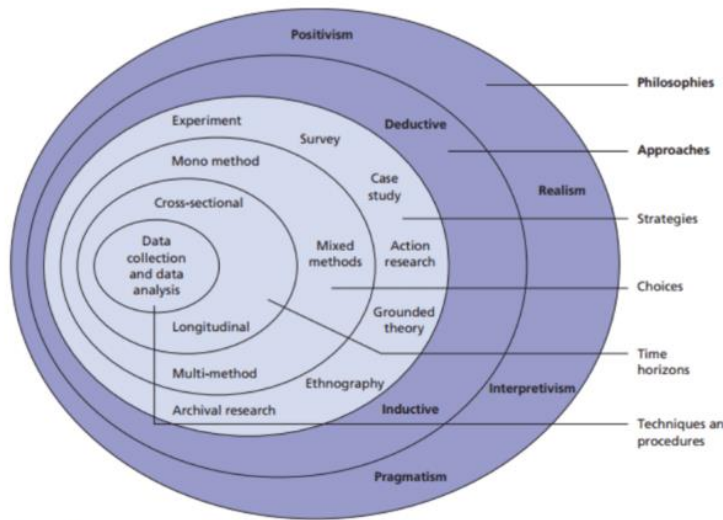 Positivism
Philosophies
Experiment
Deductive
Survey
Approaches
Mono method
Case
study
Realism
Cross-sectional
Strategies
Data
collection
and data
analysis
Mixed
methods
Action
research
Choices
Longitudinal
Grounded
theory
Time
horizons
Multi-method
Ethnography
Interpretivism
Archival research
Inductive
Techniques an
procedures
Pragmatism